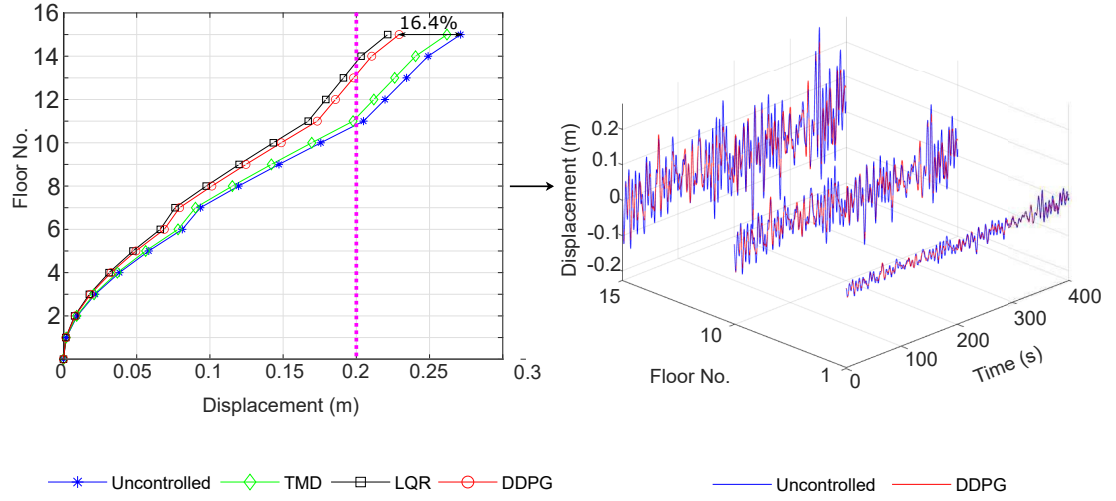 16.4%
16
14
12
10
8
6
4
2
Floor No.
0 0.05 0.1 0.15 0.2 0.25 0.3
Displacement (m)
Uncontrolled TMD LQR DDPG
0.2
0.1
0
-0.1
-0.2
Displacement (m)
15 10 1
Floor No.
0 100 200 300 400
Time (s)
Uncontrolled DDPG